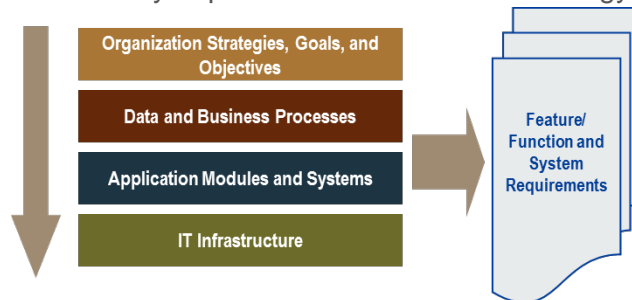 Organization Strategies, Goals, and
Objectives
Data and Business Processes
Application Modules and Systems
IT Infrastructure
Feature/
Function and
System
Requirements